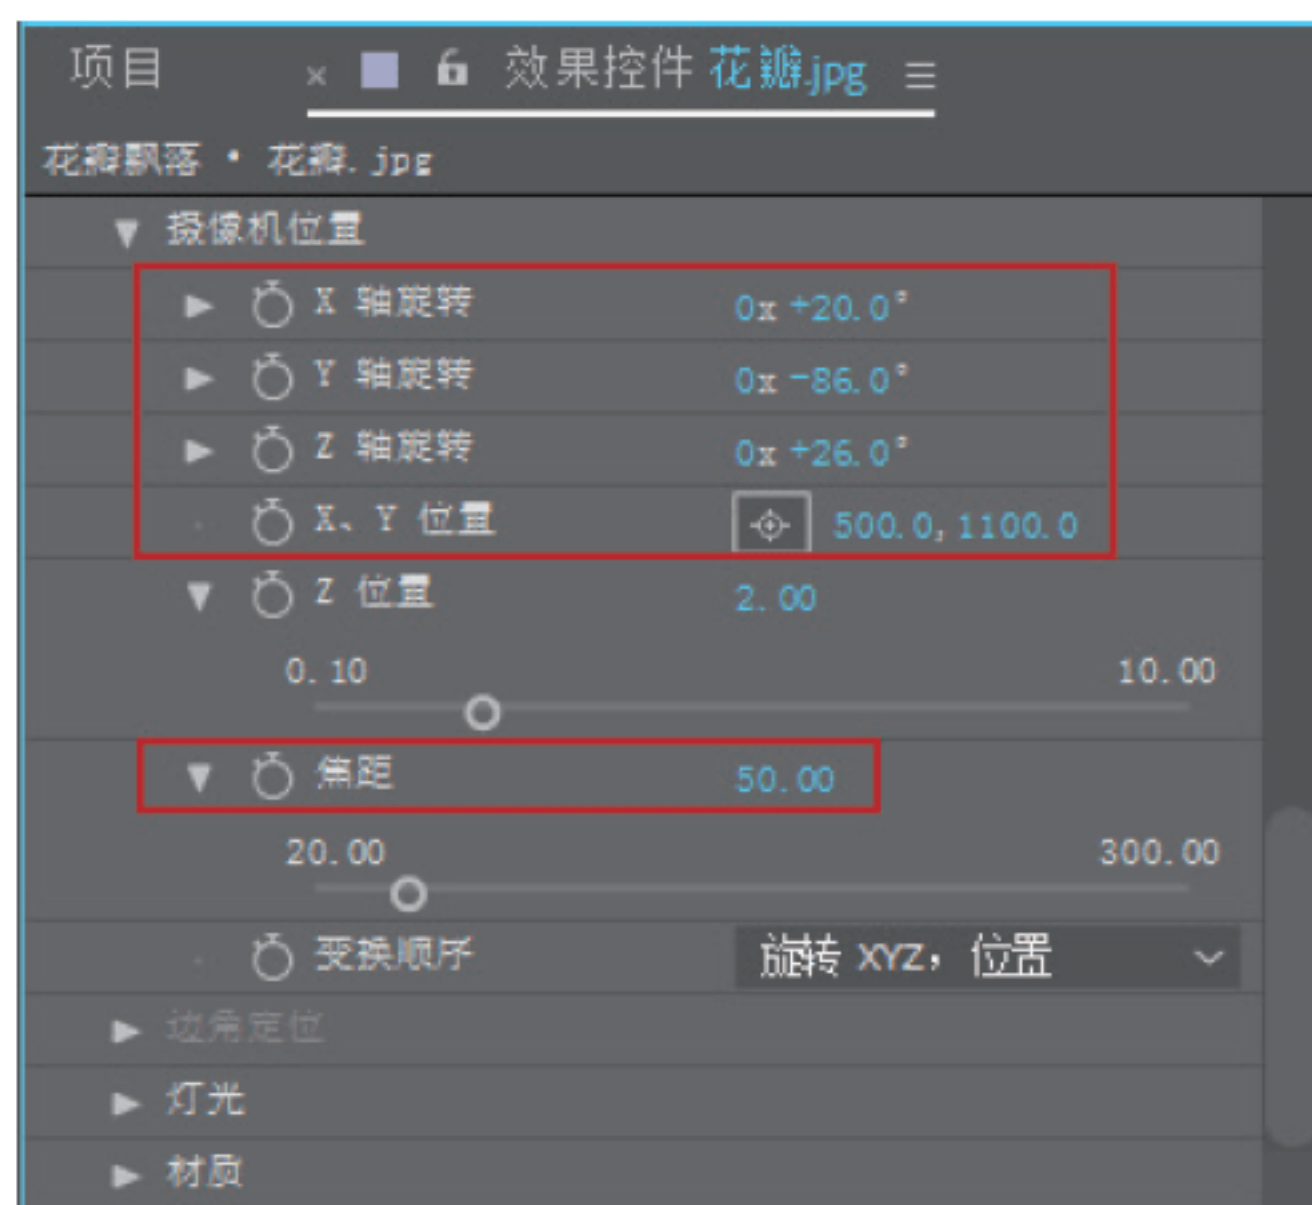 项目 × 效果控件 花瓣.jpg ≡
花瓣飘落 • 花瓣.jpg
摄像机位置
X 轴旋转 0x +20.0°
Y 轴旋转 0x -86.0°
Z 轴旋转 0x +26.0°
X、Y 位置 500.0, 1100.0
Z 位置 2.00
0.10 10.00
焦距 50.00
20.00 300.00
变换顺序 旋转 XYZ，位置
边角定位
灯光
材质